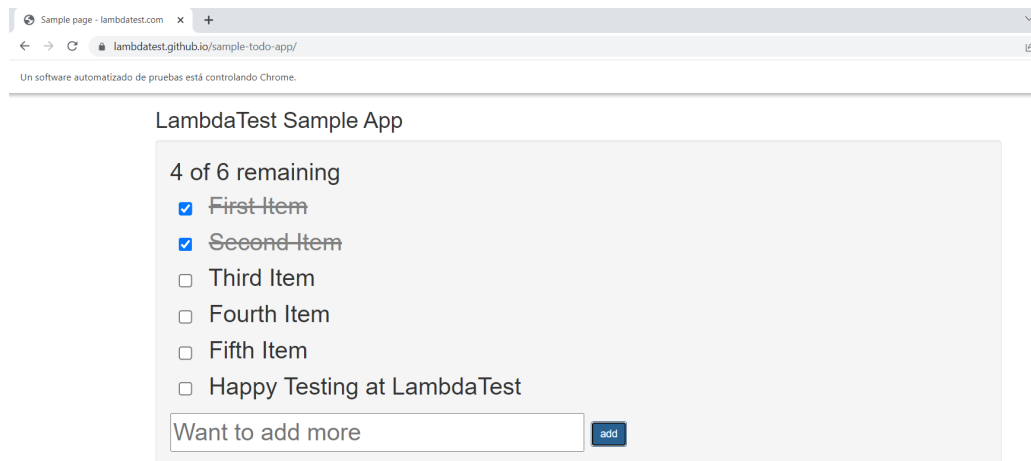 Sample page - lambdatest.com
lambdatest.github.io/sample-todo-app/
Un software automatizado de pruebas está controlando Chrome.
LambdaTest Sample App
4 of 6 remaining
First Item
Second Item
Third Item
Fourth Item
Fifth Item
Happy Testing at LambdaTest
Want to add more add